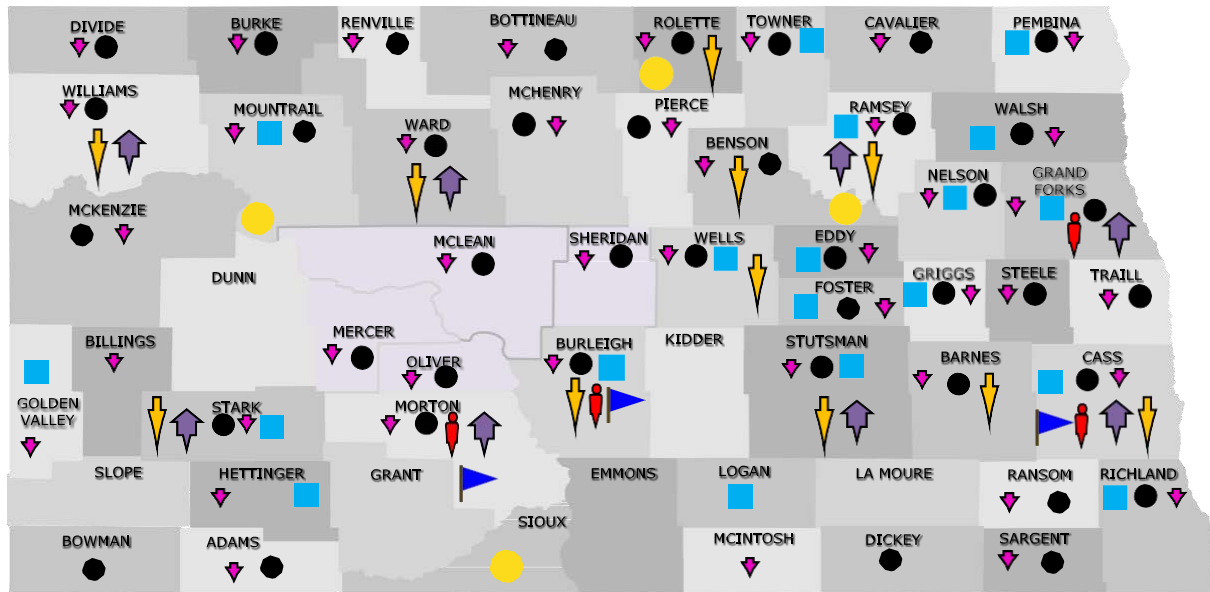 DIVIDE
BURKE
RENVILLE
BOTTINEAU
ROLETTE
TOWNER
CAVALIER
PEMBINA
WILLIAMS
MOUNTRAIL
WARD
MCHENRY
PIERCE
BENSON
RAMSEY
WALSH
NELSON
GRAND
FORKS
MCKENZIE
DUNN
MCLEAN
SHERIDAN
WELLS
EDDY
FOSTER
GRIGGS
STEELE
TRAILL
BILLINGS
GOLDEN
VALLEY
MERCER
OLIVER
BURLEIGH
KIDDER
STUTSMAN
BARNES
CASS
STARK
MORTON
SLOPE
HETTINGER
GRANT
EMMONS
LOGAN
LA MOURE
RANSOM
RICHLAND
SIOUX
BOWMAN
ADAMS
MCINTOSH
DICKEY
SARGENT